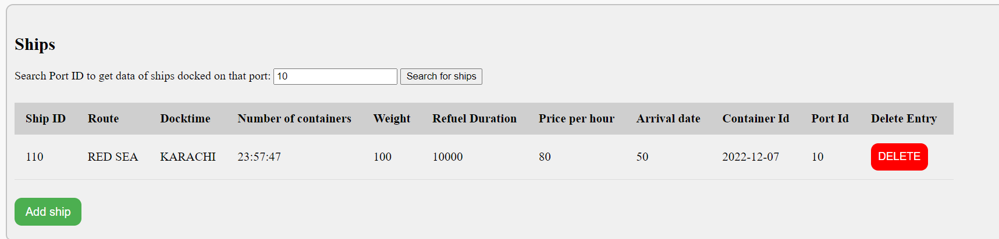 Ships
Search Port ID to get data of ships docked on that port: 10 Search for ships
Ship ID Route Docktime Number of containers Weight Refuel Duration Price per hour Arrival date Container Id Port Id Delete Entry
110 RED SEA KARACHI 23:57:47 100 10000 80 50 2022-12-07 10 DELETE
Add ship